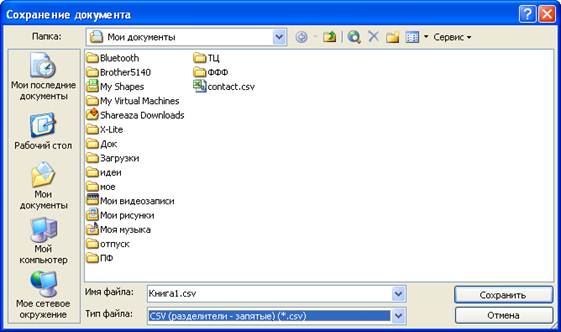 Сохранение документа
Папка: Мои документы Сервис
Мои последние документы
Рабочий стол
Мои документы
Мой компьютер
Мое сетевое окружение
Bluetooth
Brother5140
My Shapes
My Virtual Machines
Shareaza Downloads
X-Lite
Док
Загрузки
идеи
мое
Мои видеозаписи
Мои рисунки
Моя музыка
отпуск
ПФ
ТЦ
ФФФ
contact.csv
Имя файла: Книга1.csv Сохранить
Тип файла: CSV (разделители - запятые) (*.csv) Отмена